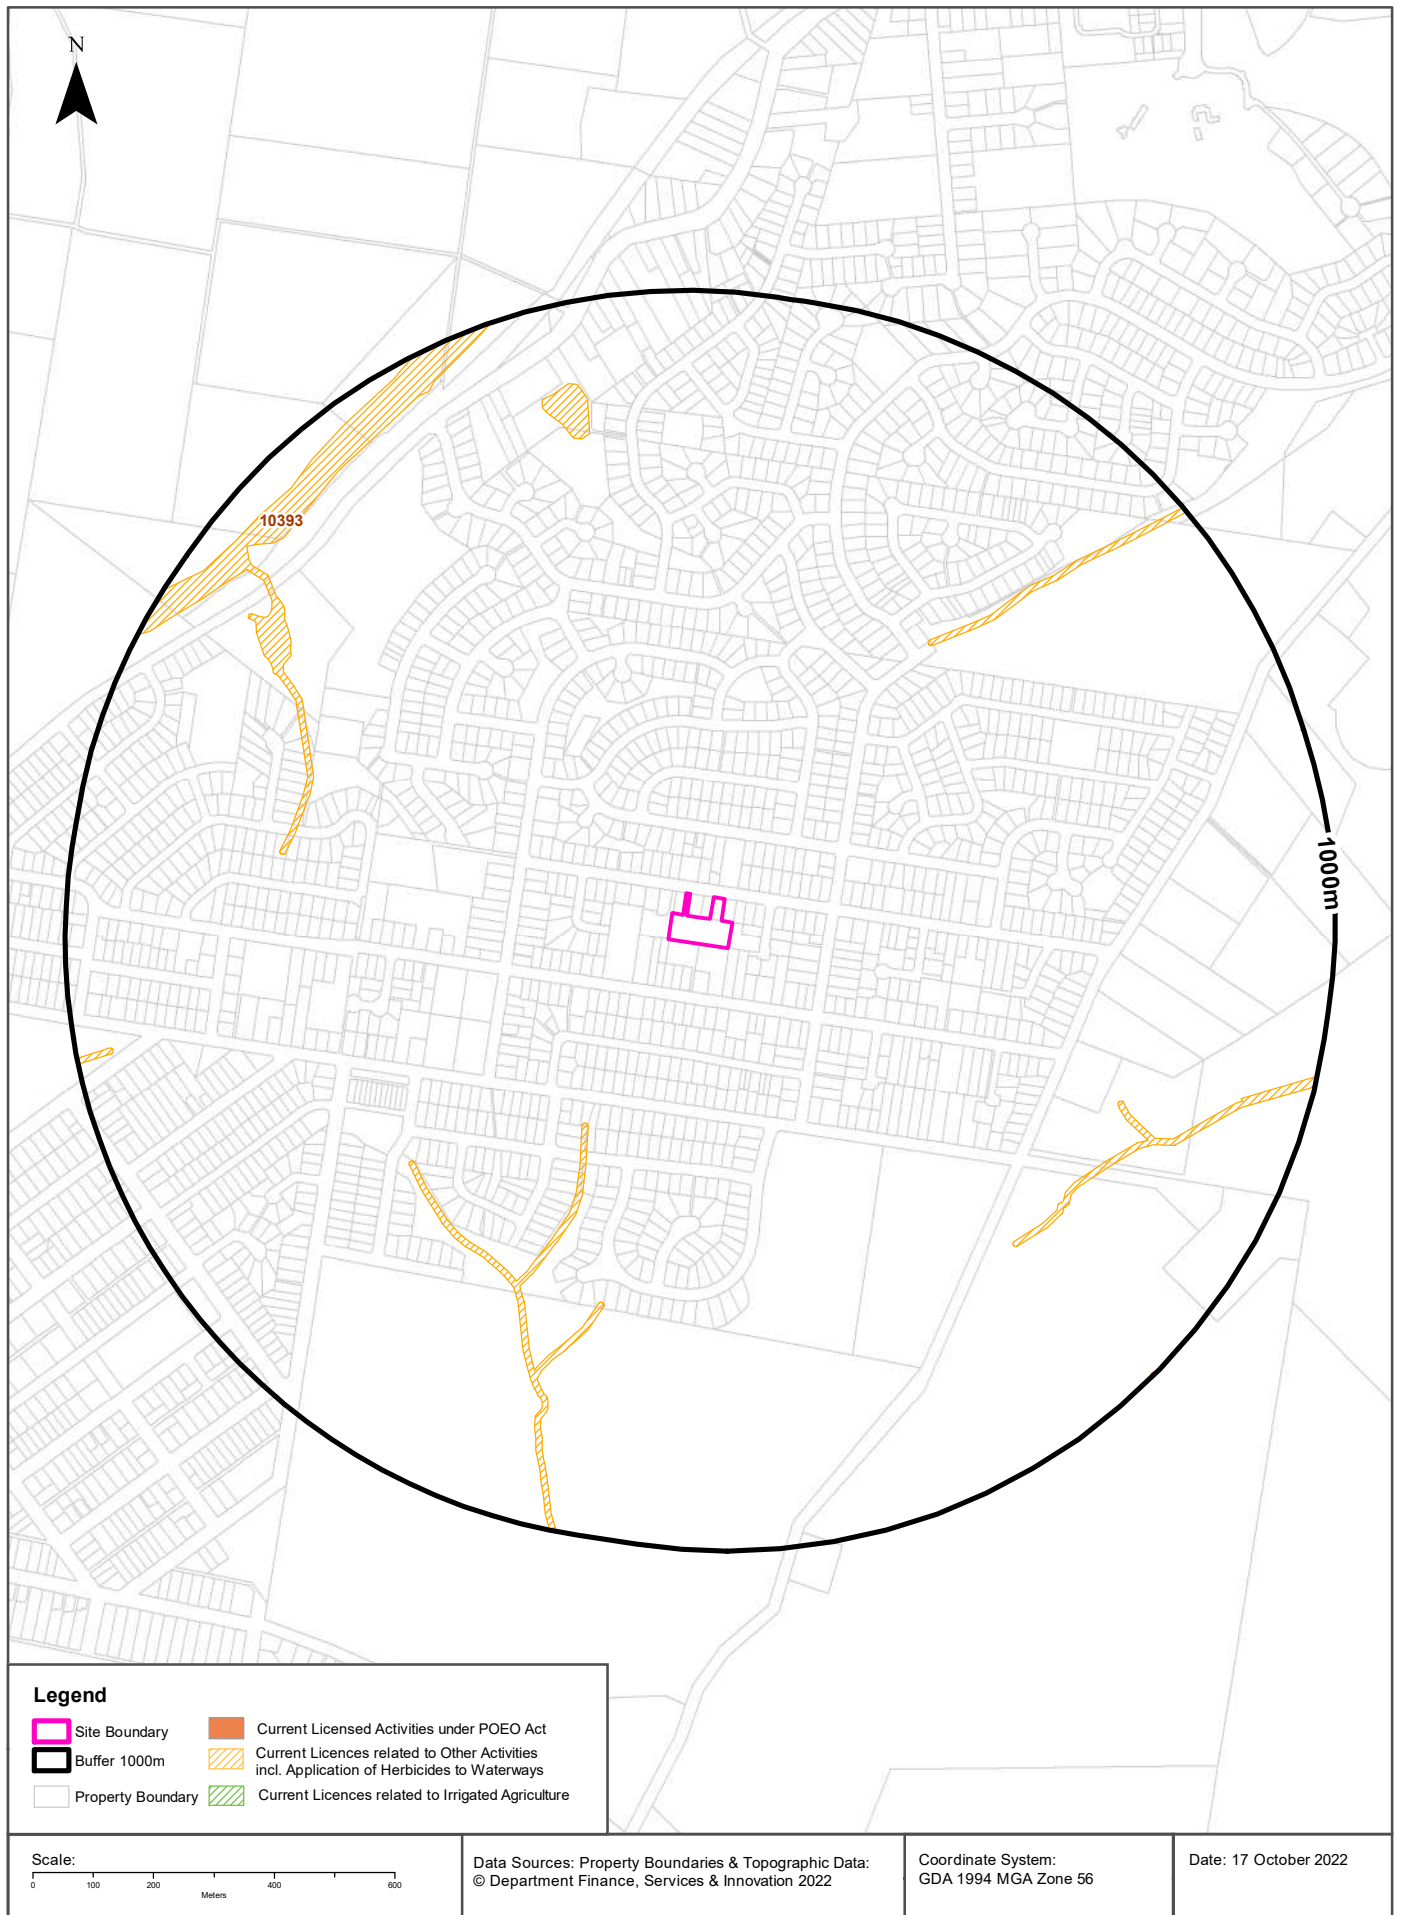 N
10393
1000m
Legend
Site Boundary
Buffer 1000m
Property Boundary
Current Licensed Activities under POEO Act
Current Licences related to Other Activities
incl. Application of Herbicides to Waterways
Current Licences related to Irrigated Agriculture
Scale:
0 100 200 400 600
Meters
Data Sources: Property Boundaries & Topographic Data:
© Department Finance, Services & Innovation 2022
Coordinate System:
GDA 1994 MGA Zone 56
Date: 17 October 2022